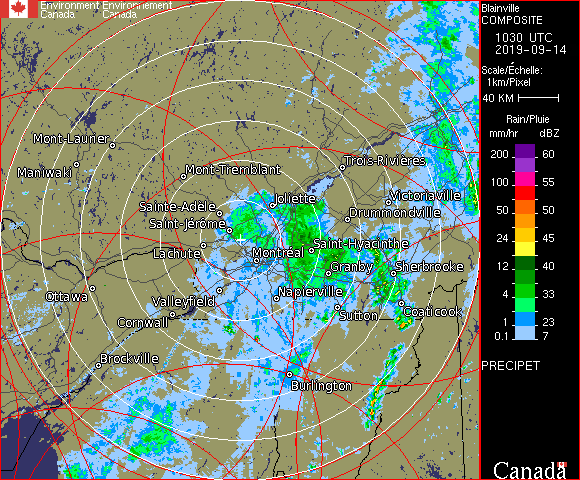 Environment Environnement
Canada Canada
Blainville
COMPOSITE
1030 UTC
2019-09-14
Scale/Échelle:
1km/Pixel
40 KM
Rain/Pluie
mm/hr dBZ
200 60
100 55
50 50
24 45
12 40
4 33
1 23
0.1 7
PRECIPET
Canada
Mont-Laurier
Maniwaki
Mont-Tremblant
Trois-Rivières
Joliette
Victoriaville
Sainte-Adele
Drummondville
Saint-Jérôme
Saint-Hyacinthe
Lachute
Montréal
Granby
Sherbrooke
Ottawa
Valleyfield
Napierville
Cornwall
Sutton
Coaticook
Brockville
Burlington